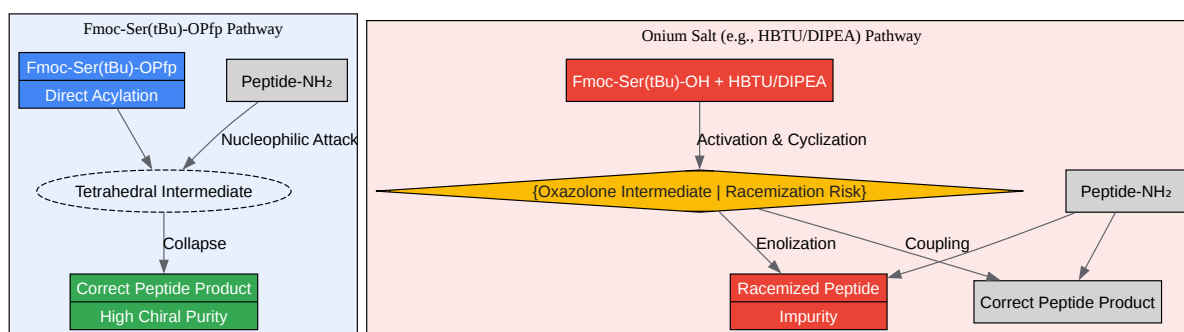 Fmoc-Ser(tBu)-OPfp Pathway
Fmoc-Ser(tBu)-OPfp
Direct Acylation
Peptide-NH₂
Nucleophilic Attack
Tetrahedral Intermediate
Collapse
Correct Peptide Product
High Chiral Purity
Onium Salt (e.g., HBTU/DIPEA) Pathway
Fmoc-Ser(tBu)-OH + HBTU/DIPEA
Activation & Cyclization
{Oxazolone Intermediate | Racemization Risk}
Peptide-NH₂
Enolization
Coupling
Racemized Peptide
Impurity
Correct Peptide Product